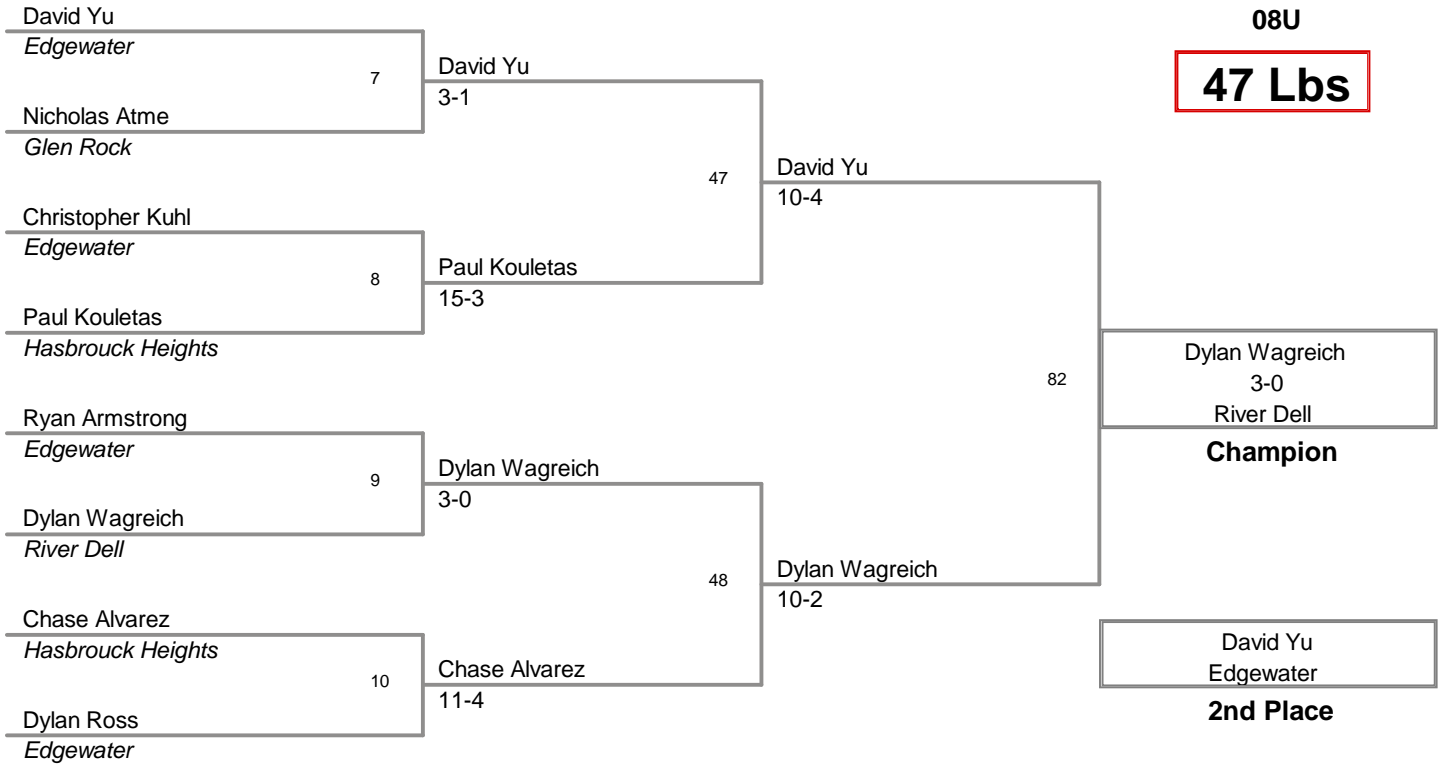 David Yu
Edgewater
Nicholas Atme
Glen Rock
7
Christopher Kuhl
Edgewater
Paul Kouletas
Hasbrouck Heights
8
Ryan Armstrong
Edgewater
Dylan Wagreich
River Dell
9
Chase Alvarez
Hasbrouck Heights
Dylan Ross
Edgewater
10
David Yu
3-1
Paul Kouletas
15-3
47
Dylan Wagreich
3-0
Chase Alvarez
11-4
48
David Yu
10-4
Dylan Wagreich
10-2
82
08U
47 Lbs
Dylan Wagreich
3-0
River Dell
Champion
David Yu
Edgewater
2nd Place